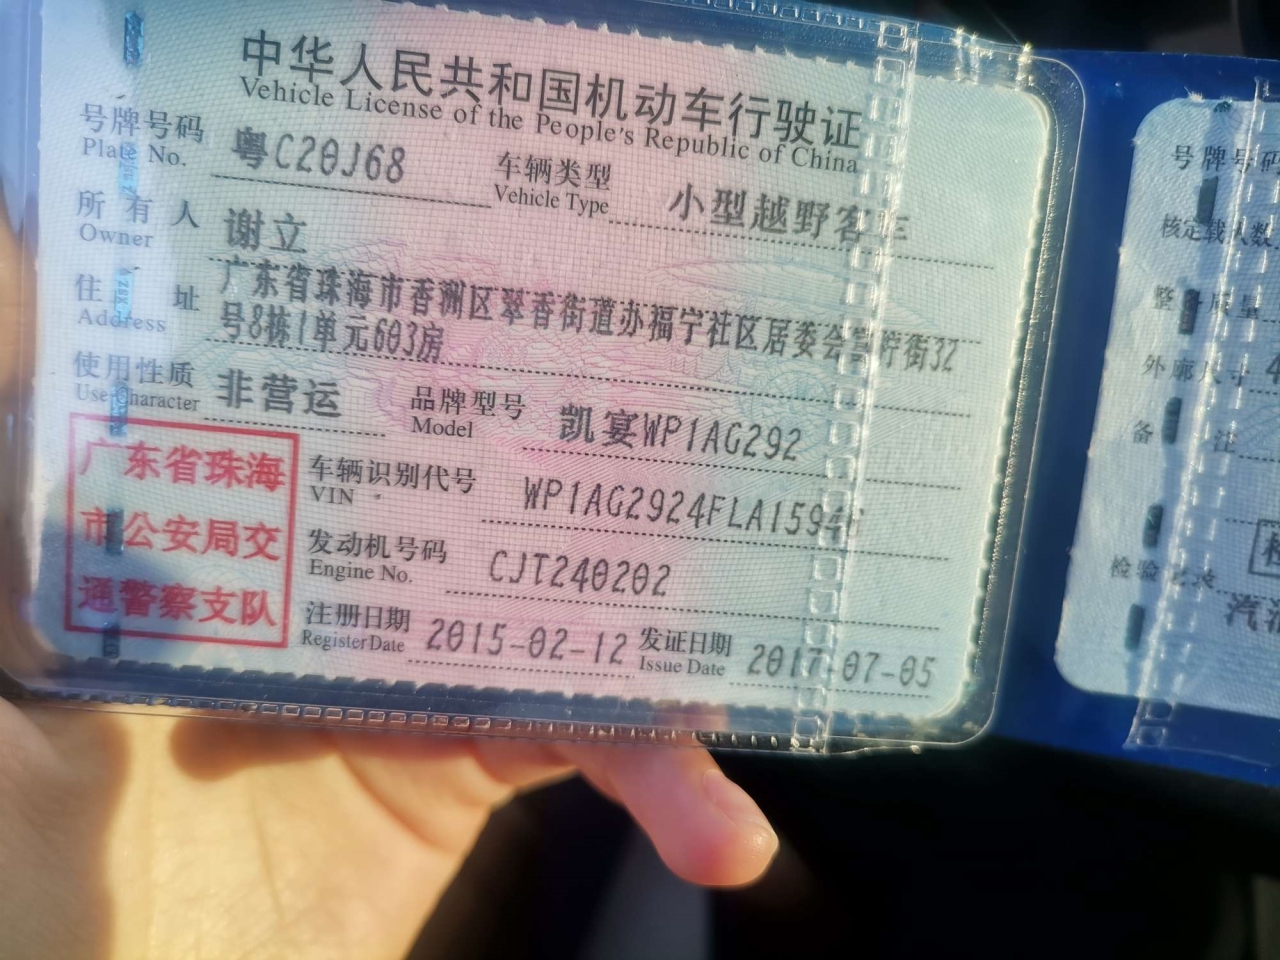 中华人民共和国机动车行驶证
Vehicle License of the People's Republic of China
号牌号码 粤C20J68 车辆类型 小型越野客车
Plate No. Vehicle Type
所有人 谢立
Owner
住址 广东省珠海市香洲区翠香街道办福宁社区居委会 街32
Address 号8栋1单元603房
使用性质 非营运 品牌型号 凯宴WP1AG292
Use Character Model
广东省珠海
市公安局交
通警察支队
车辆识别代号 WP1AG2924FLA15946
VIN
发动机号码 CJT240202
Engine No.
注册日期 2015-02-12 发证日期 2017-07-05
Register Date Issue Date
号牌号码
核定载人数
整备质量
外廓尺寸 4
备注
检验记录